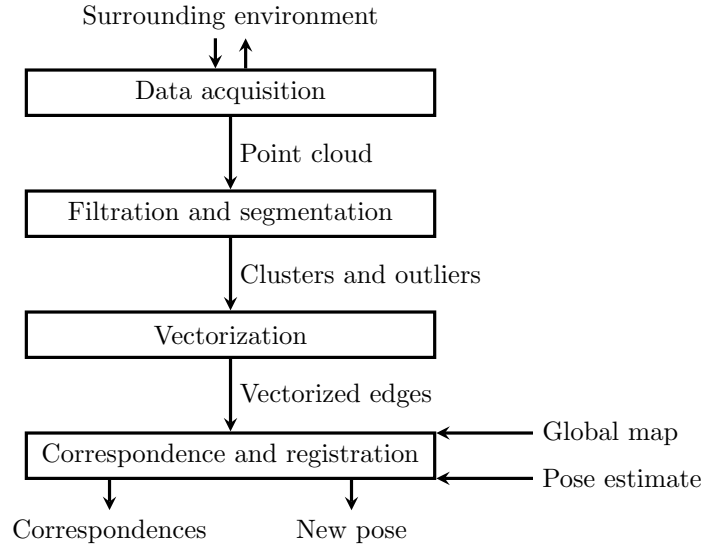 Surrounding environment
Data acquisition
Point cloud
Filtration and segmentation
Clusters and outliers
Vectorization
Vectorized edges
Global map
Correspondence and registration
Pose estimate
Correspondences
New pose